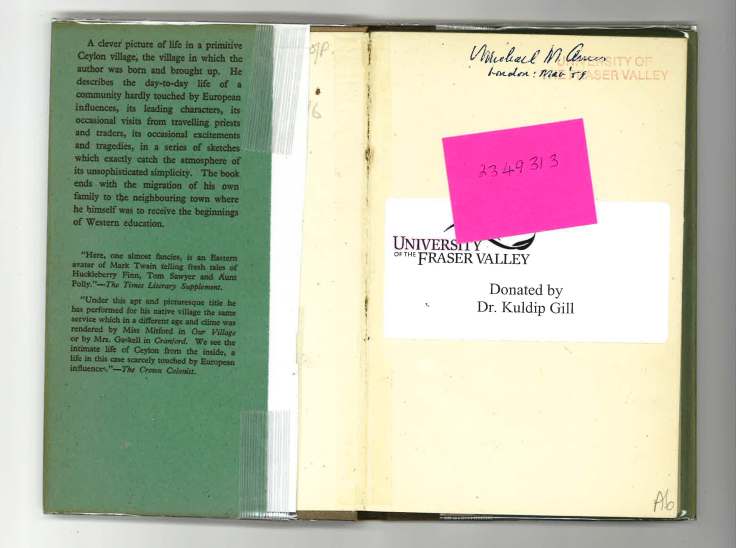 A clever picture of life in a primitive
Ceylon village, the village in which the
author was born and brought up. He
describes the day-to-day life of a
community hardly touched by European
influences, its leading characters, its
occasional visits from travelling priests
and traders, its occasional excitements
and tragedies, in a series of sketches
which exactly catch the atmosphere of
its unsophisticated simplicity. The book
ends with the migration of his own
family to the neighbouring town where
he himself was to receive the beginnings
of Western education.
"Here, one almost fancies, is an Eastern
avatar of Mark Twain telling fresh tales of
Huckleberry Finn, Tom Sawyer and Aunt
Polly."—The Times Literary Supplement.
"Under this apt and picturesque title he
has performed for his native village the same
service which in a different age and clime was
rendered by Miss Mitford in Our Village
or by Mrs. Gaskell in Cranford. We see the
intimate life of Ceylon from the inside, a
life in this case scarcely touched by European
influences."—The Crown Colonist.
Michael M.
UNIVERSITY OF
FRASER VALLEY
London:
2349313
UNIVERSITY
OF THE FRASER VALLEY
Donated by
Dr. Kuldip Gill